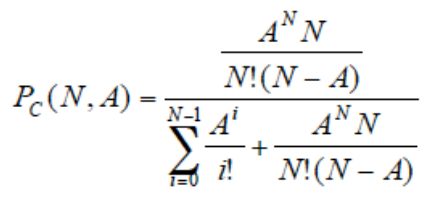 P_C(N, A) = \frac{\frac{A^N N}{N!(N - A)}}{\sum_{i=0}^{N-1} \frac{A^i}{i!} + \frac{A^N N}{N!(N - A)}}